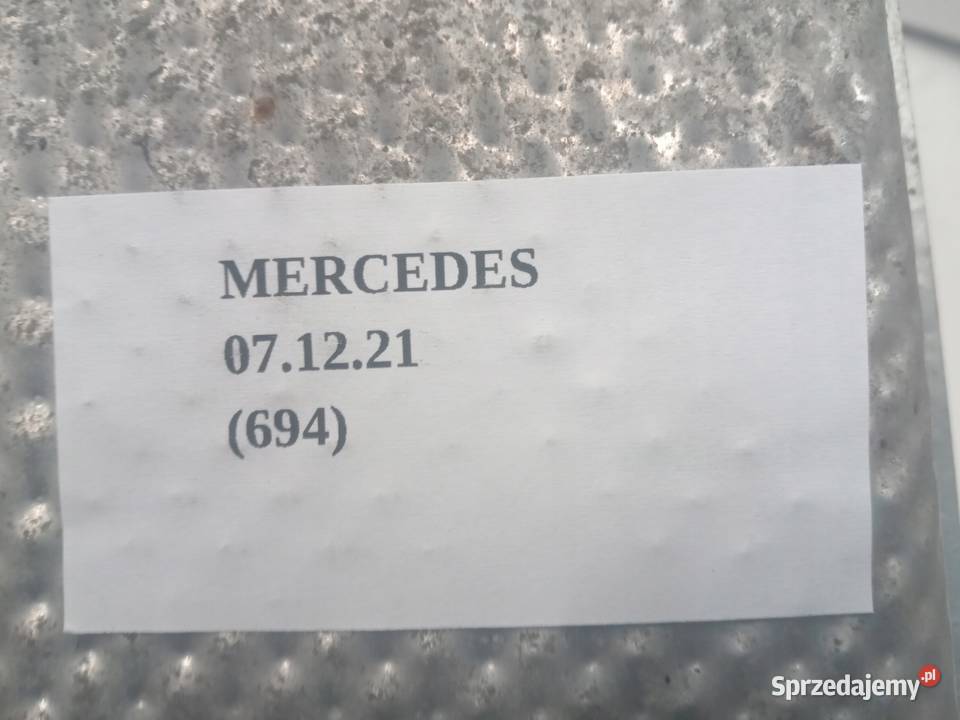 MERCEDES
07.12.21
(694)
Sprzedajemy.pl